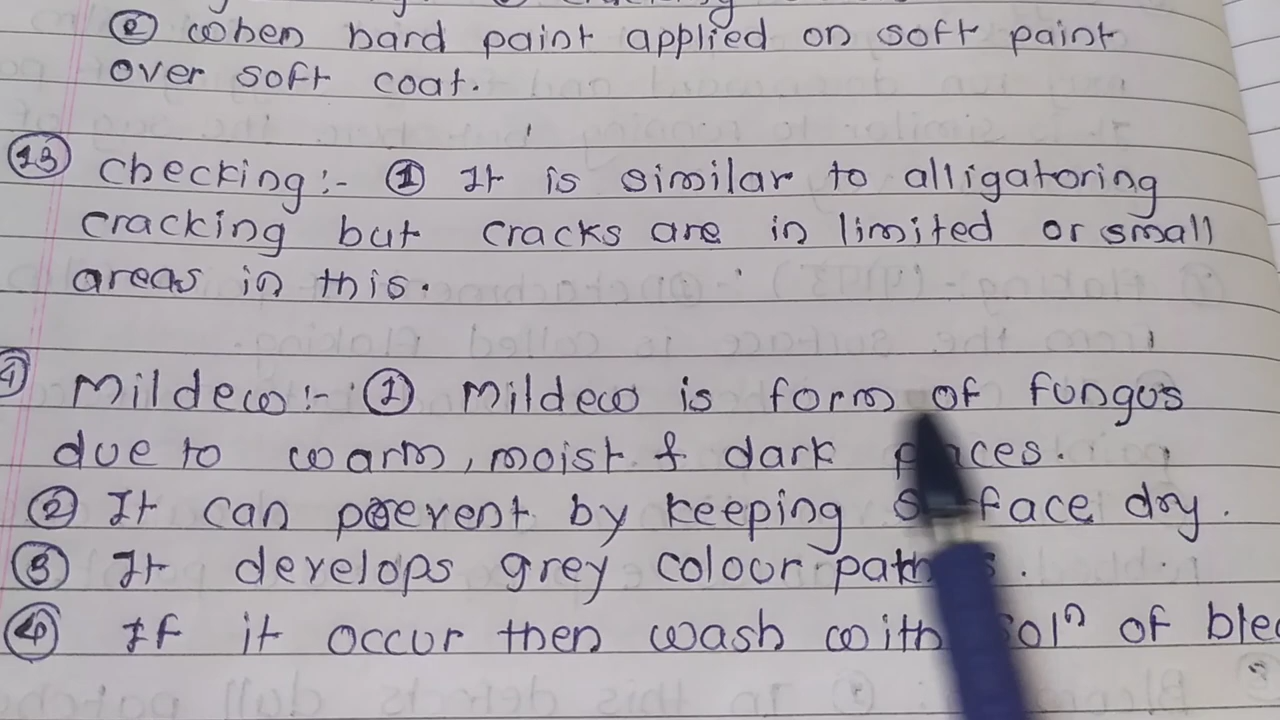 ② when hard paint applied on soft paint
over soft coat.
⑬ Checking:- ① It is similar to alligatoring
cracking but cracks are in limited or small
areas in this.
Mildew:- ① Mildew is form of fungus
due to warm, moist & dark
② It can prevent by keeping dry.
③ It develops grey colour
④ If it occur then wash with solⁿ of